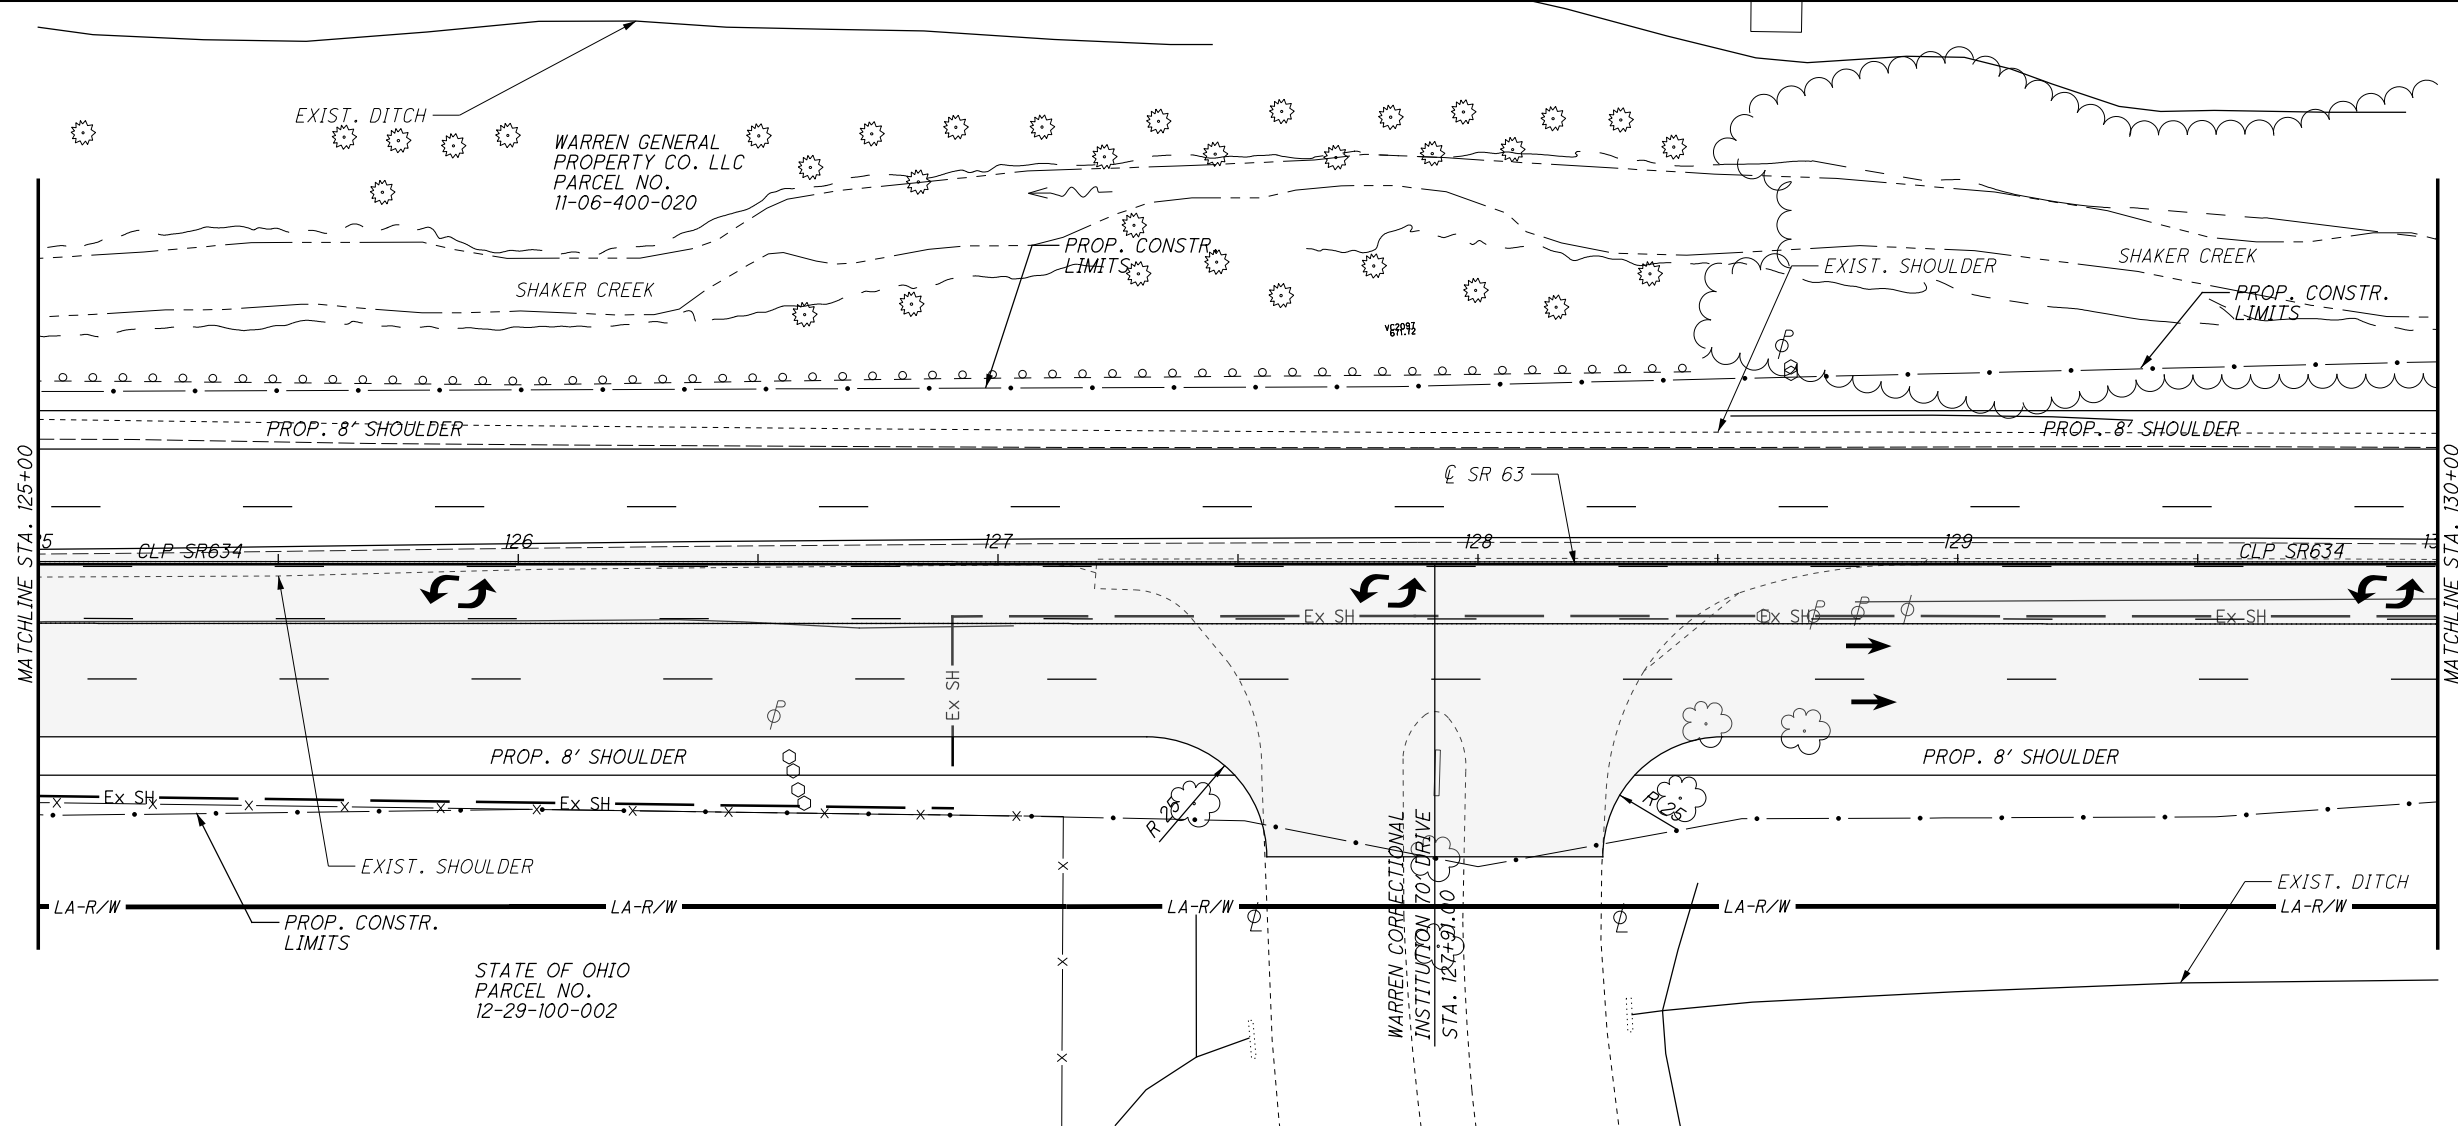 EXIST. DITCH
WARREN GENERAL
PROPERTY CO. LLC
PARCEL NO.
11-06-400-020
PROP. CONSTR.
LIMITS
SHAKER CREEK
EXIST. SHOULDER
SHAKER CREEK
PROP. CONSTR.
LIMITS
VC2097
671.72
PROP. 8' SHOULDER
PROP. 8' SHOULDER
MATCHLINE STA. 125+00
MATCHLINE STA. 130+00
℄ SR 63
126
127
128
129
CLP SR634
CLP SR634
Ex SH
Ex SH
Ex SH
Ex SH
PROP. 8' SHOULDER
PROP. 8' SHOULDER
Ex SH
Ex SH
R 25'
R 25'
EXIST. SHOULDER
WARREN CORRECTIONAL
INSTITUTION 70' DRIVE
STA. 127+91.00
EXIST. DITCH
LA-R/W
LA-R/W
LA-R/W
LA-R/W
LA-R/W
PROP. CONSTR.
LIMITS
STATE OF OHIO
PARCEL NO.
12-29-100-002